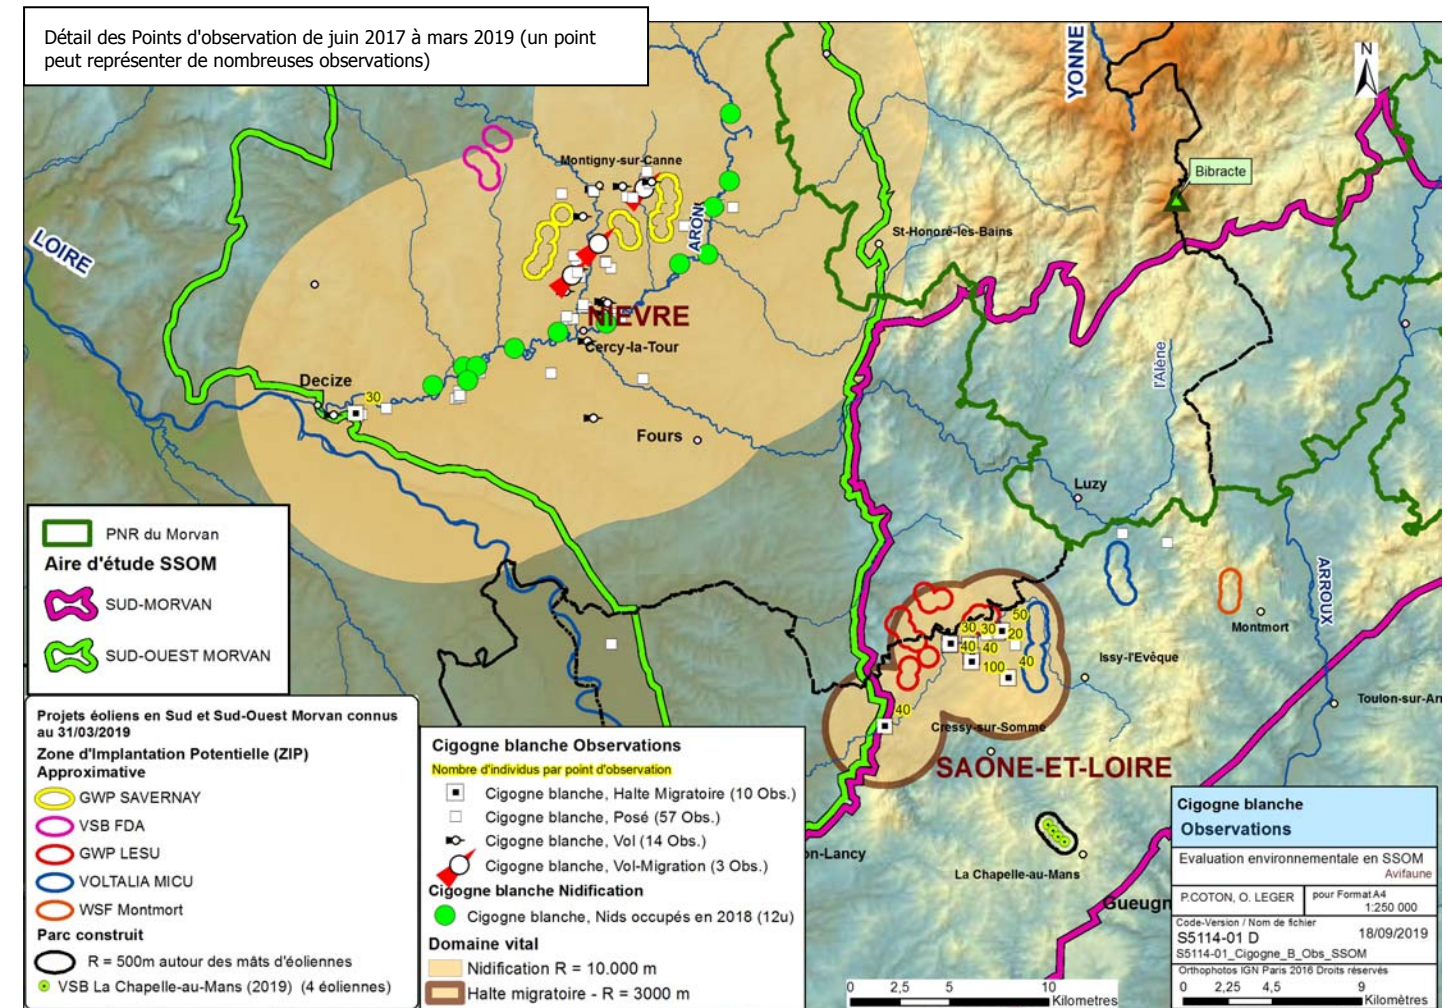 Détail des Points d'observation de juin 2017 à mars 2019 (un point
peut représenter de nombreuses observations)
YONNE
N
Bibracte
Montigny-sur-Canne
LOIRE
ARON
St-Honoré-les-Bains
NIEVRE
Cercy-la-Tour
Decize
30
Fours
l'Alène
Luzy
ARROUX
Montmort
Issy-l'Evêque
Toulon-sur-Arr
50
30
30
20
40
40
100
40
40
Cressy-sur-Somme
SAONE-ET-LOIRE
on-Lancy
La Chapelle-au-Mans
Gueugn
PNR du Morvan
Aire d'étude SSOM
SUD-MORVAN
SUD-OUEST MORVAN
Projets éoliens en Sud et Sud-Ouest Morvan connus
au 31/03/2019
Zone d'Implantation Potentielle (ZIP)
Approximative
GWP SAVERNAY
VSB FDA
GWP LESU
VOLTALIA MICU
WSF Montmort
Parc construit
R = 500m autour des mâts d'éoliennes
VSB La Chapelle-au-Mans (2019) (4 éoliennes)
Cigogne blanche Observations
Nombre d'individus par point d'observation
Cigogne blanche, Halte Migratoire (10 Obs.)
Cigogne blanche, Posé (57 Obs.)
Cigogne blanche, Vol (14 Obs.)
Cigogne blanche, Vol-Migration (3 Obs.)
Cigogne blanche Nidification
Cigogne blanche, Nids occupés en 2018 (12u)
Domaine vital
Nidification R = 10.000 m
Halte migratoire - R = 3000 m
0 2,5 5 10
Kilometres
Cigogne blanche
Observations
Evaluation environnementale en SSOM
Avifaune
P.COTON, O. LEGER
pour Format A4
1:250 000
Code-Version / Nom de fichier
S5114-01 D
18/09/2019
S5114-01_Cigogne_B_Obs_SSOM
Orthophotos IGN Paris 2016 Droits réservés
0 2,25 4,5 9
Kilomètres